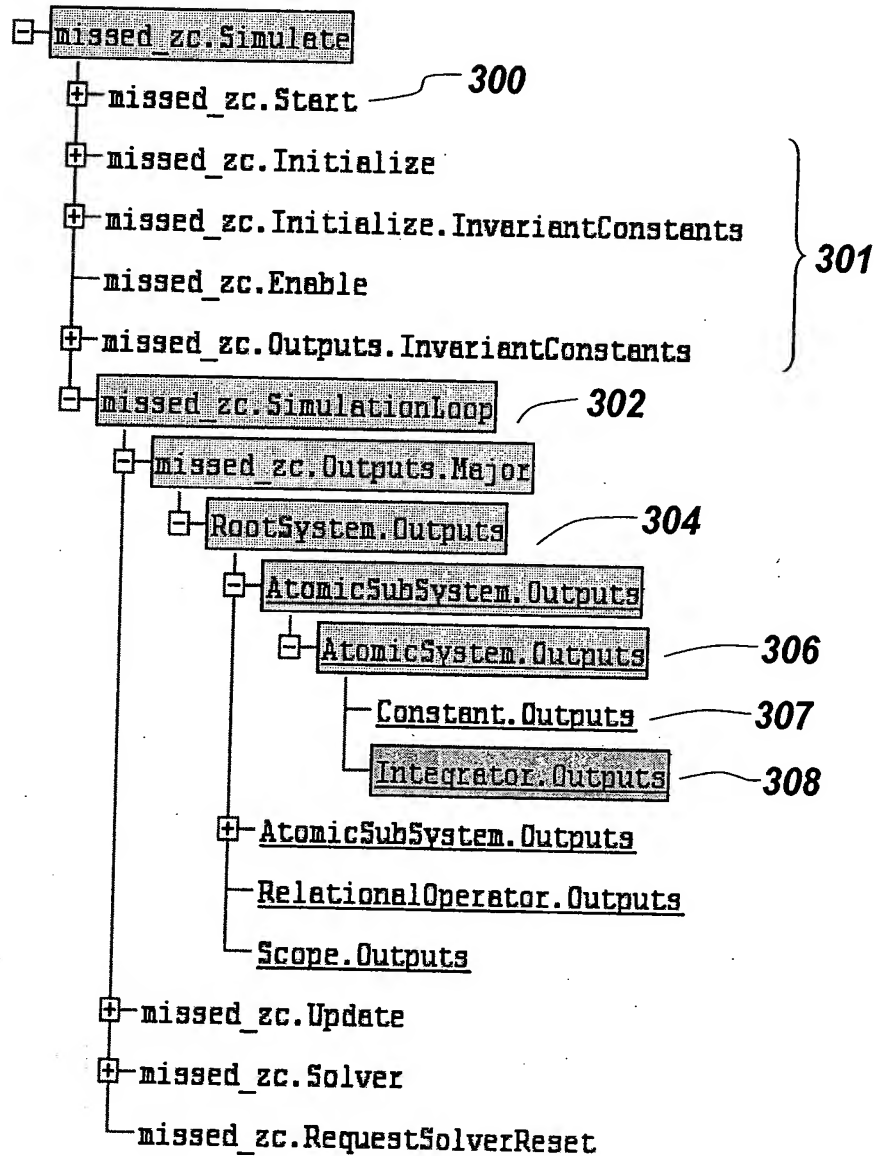 missed_zc.Simulate
missed_zc.Start 300
missed_zc.Initialize
missed_zc.Initialize.InvariantConstants
301
missed_zc.Enable
missed_zc.Outputs.InvariantConstants
missed_zc.SimulationLoop 302
missed_zc.Outputs.Major
RootSystem.Outputs 304
AtomicSubSystem.Outputs
AtomicSystem.Outputs 306
Constant.Outputs 307
Integrator.Outputs 308
AtomicSubSystem.Outputs
RelationalOperator.Outputs
Scope.Outputs
missed_zc.Update
missed_zc.Solver
missed_zc.RequestSolverReset